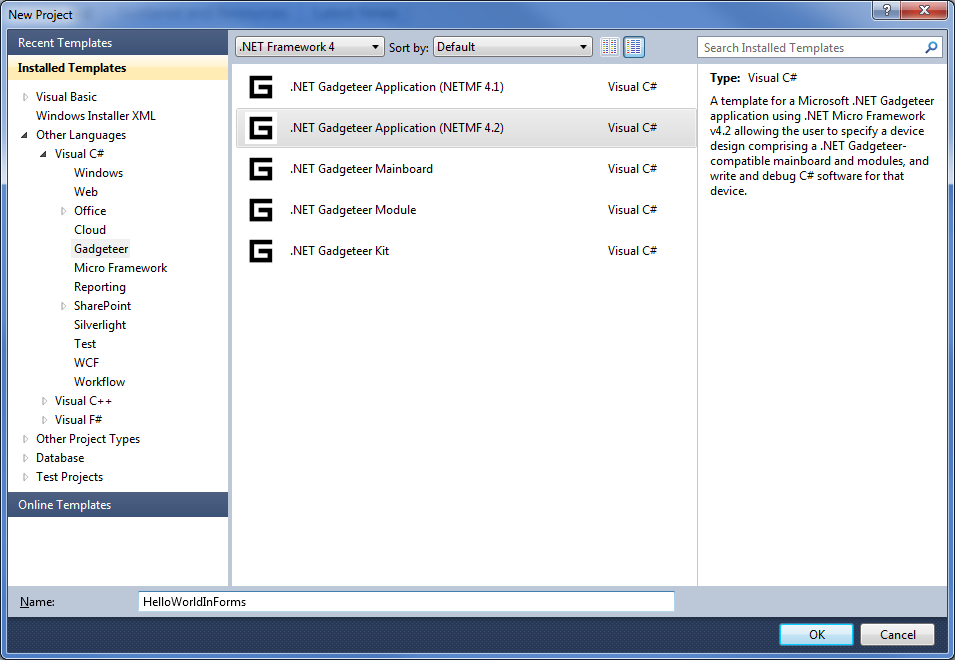 New Project
Recent Templates
Installed Templates
Visual Basic
Windows Installer XML
Other Languages
Visual C#
Windows
Web
Office
Cloud
Gadgeteer
Micro Framework
Reporting
SharePoint
Silverlight
Test
WCF
Workflow
Visual C++
Visual F#
Other Project Types
Database
Test Projects
Online Templates
.NET Framework 4
Sort by: Default
.NET Gadgeteer Application (NETMF 4.1) Visual C#
.NET Gadgeteer Application (NETMF 4.2) Visual C#
.NET Gadgeteer Mainboard Visual C#
.NET Gadgeteer Module Visual C#
.NET Gadgeteer Kit Visual C#
Search Installed Templates
Type: Visual C#
A template for a Microsoft .NET Gadgeteer
application using .NET Micro Framework
v4.2 allowing the user to specify a device
design comprising a .NET Gadgeteer-
compatible mainboard and modules, and
write and debug C# software for that
device.
Name: HelloWorldInForms
OK
Cancel